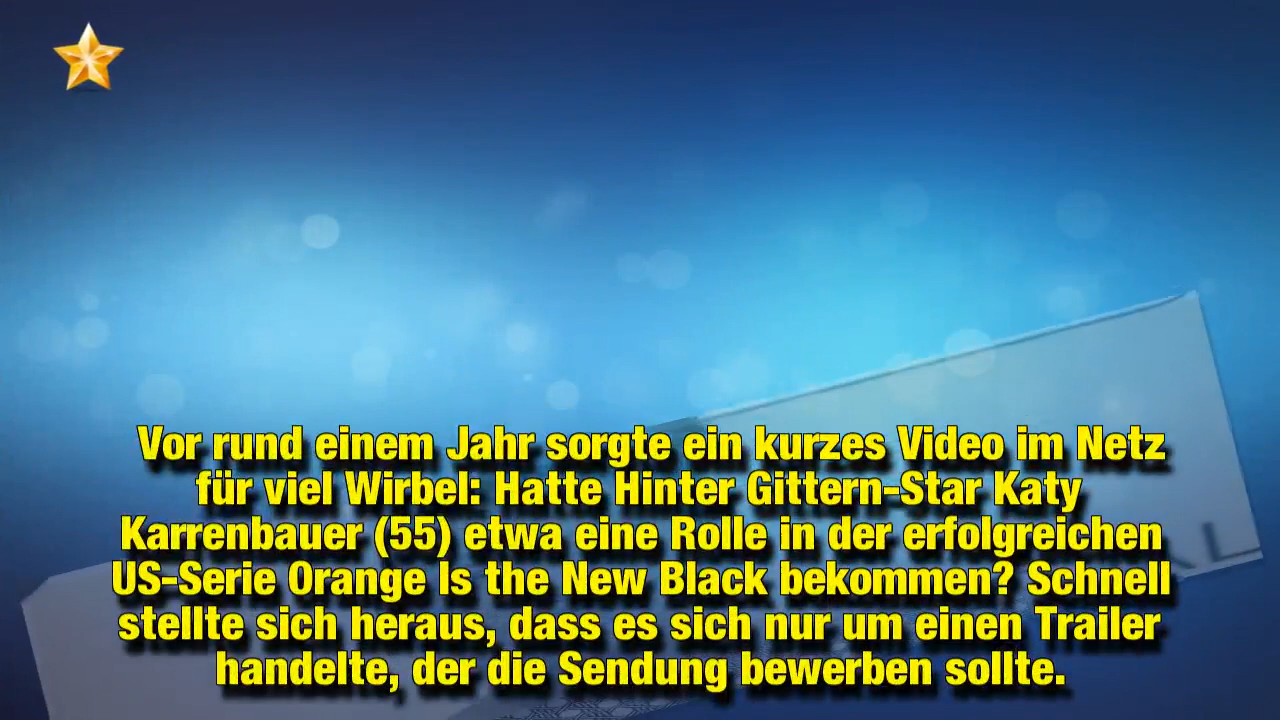 Vor rund einem Jahr sorgte ein kurzes Video im Netz
für viel Wirbel: Hatte Hinter Gittern-Star Katy
Karrenbauer (55) etwa eine Rolle in der erfolgreichen
US-Serie Orange Is the New Black bekommen? Schnell
stellte sich heraus, dass es sich nur um einen Trailer
handelte, der die Sendung bewerben sollte.